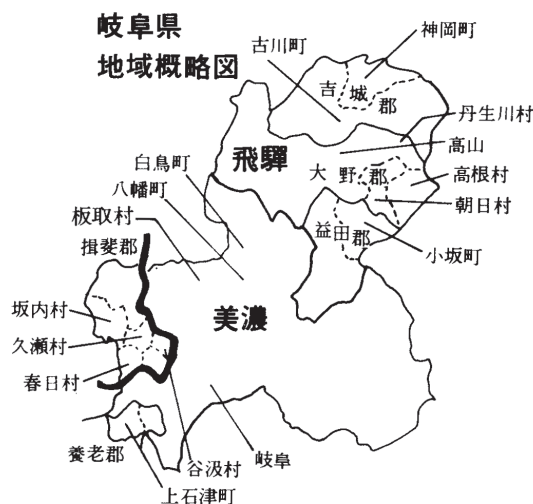 岐阜県
地域概略図
神岡町
古川町
吉城郡
丹生川村
飛驒
高山
大野郡
高根村
白鳥町
八幡町
朝日村
板取村
益田郡
小坂町
揖斐郡
坂内村
美濃
久瀬村
春日村
谷汲村
岐阜
養老郡
上石津町